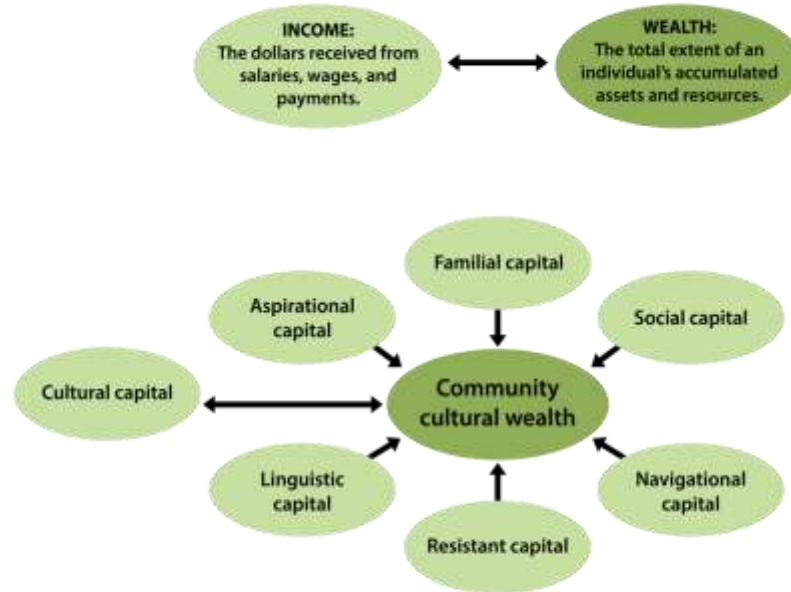 INCOME:
The dollars received from
salaries, wages, and
payments.
WEALTH:
The total extent of an
individual's accumulated
assets and resources.
Familial capital
Aspirational
capital
Social capital
Cultural capital
Community
cultural wealth
Linguistic
capital
Navigational
capital
Resistant capital